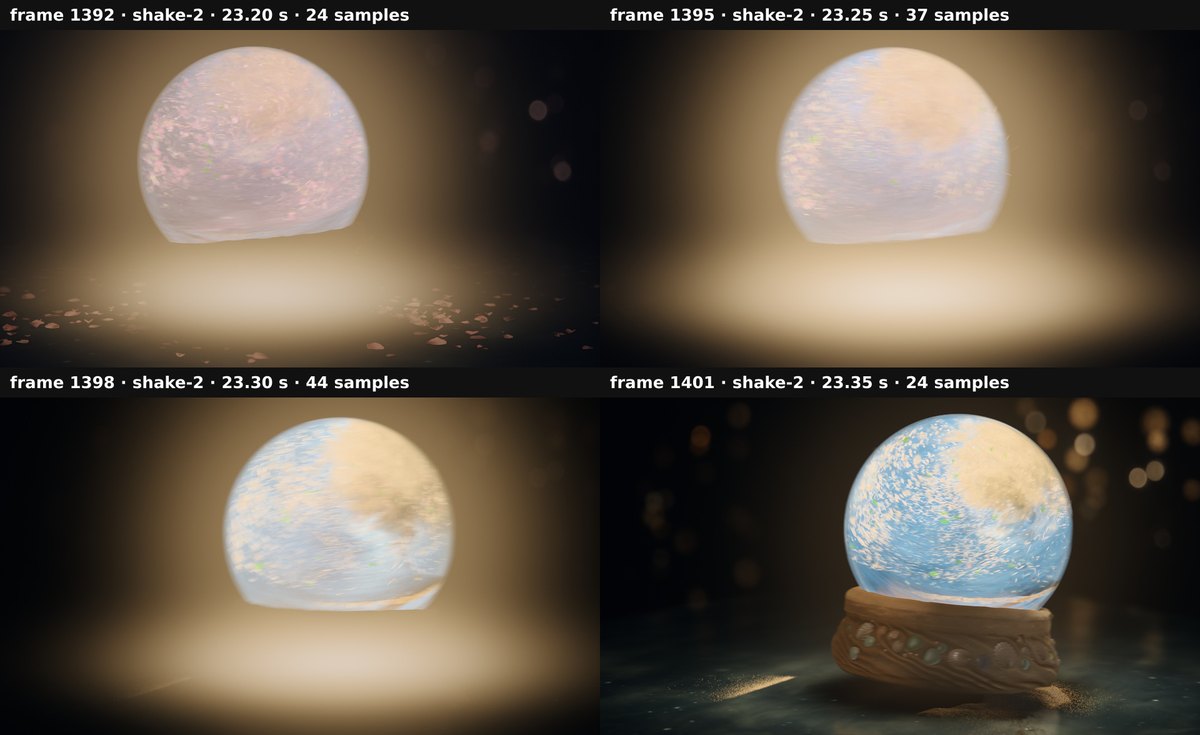 frame 1392 · shake-2 · 23.20 s · 24 samples
frame 1395 · shake-2 · 23.25 s · 37 samples
frame 1398 · shake-2 · 23.30 s · 44 samples
frame 1401 · shake-2 · 23.35 s · 24 samples